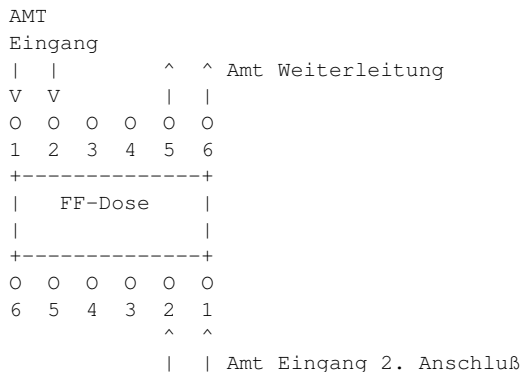 AMT
Eingang
|  |        ^  ^ Amt Weiterleitung
V  V        |  |
O  O  O  O  O  O
1  2  3  4  5  6
+--------------+
|   FF-Dose    |
|              |
+--------------+
O  O  O  O  O  O
6  5  4  3  2  1
            ^  ^
            |  | Amt Eingang 2. Anschluß